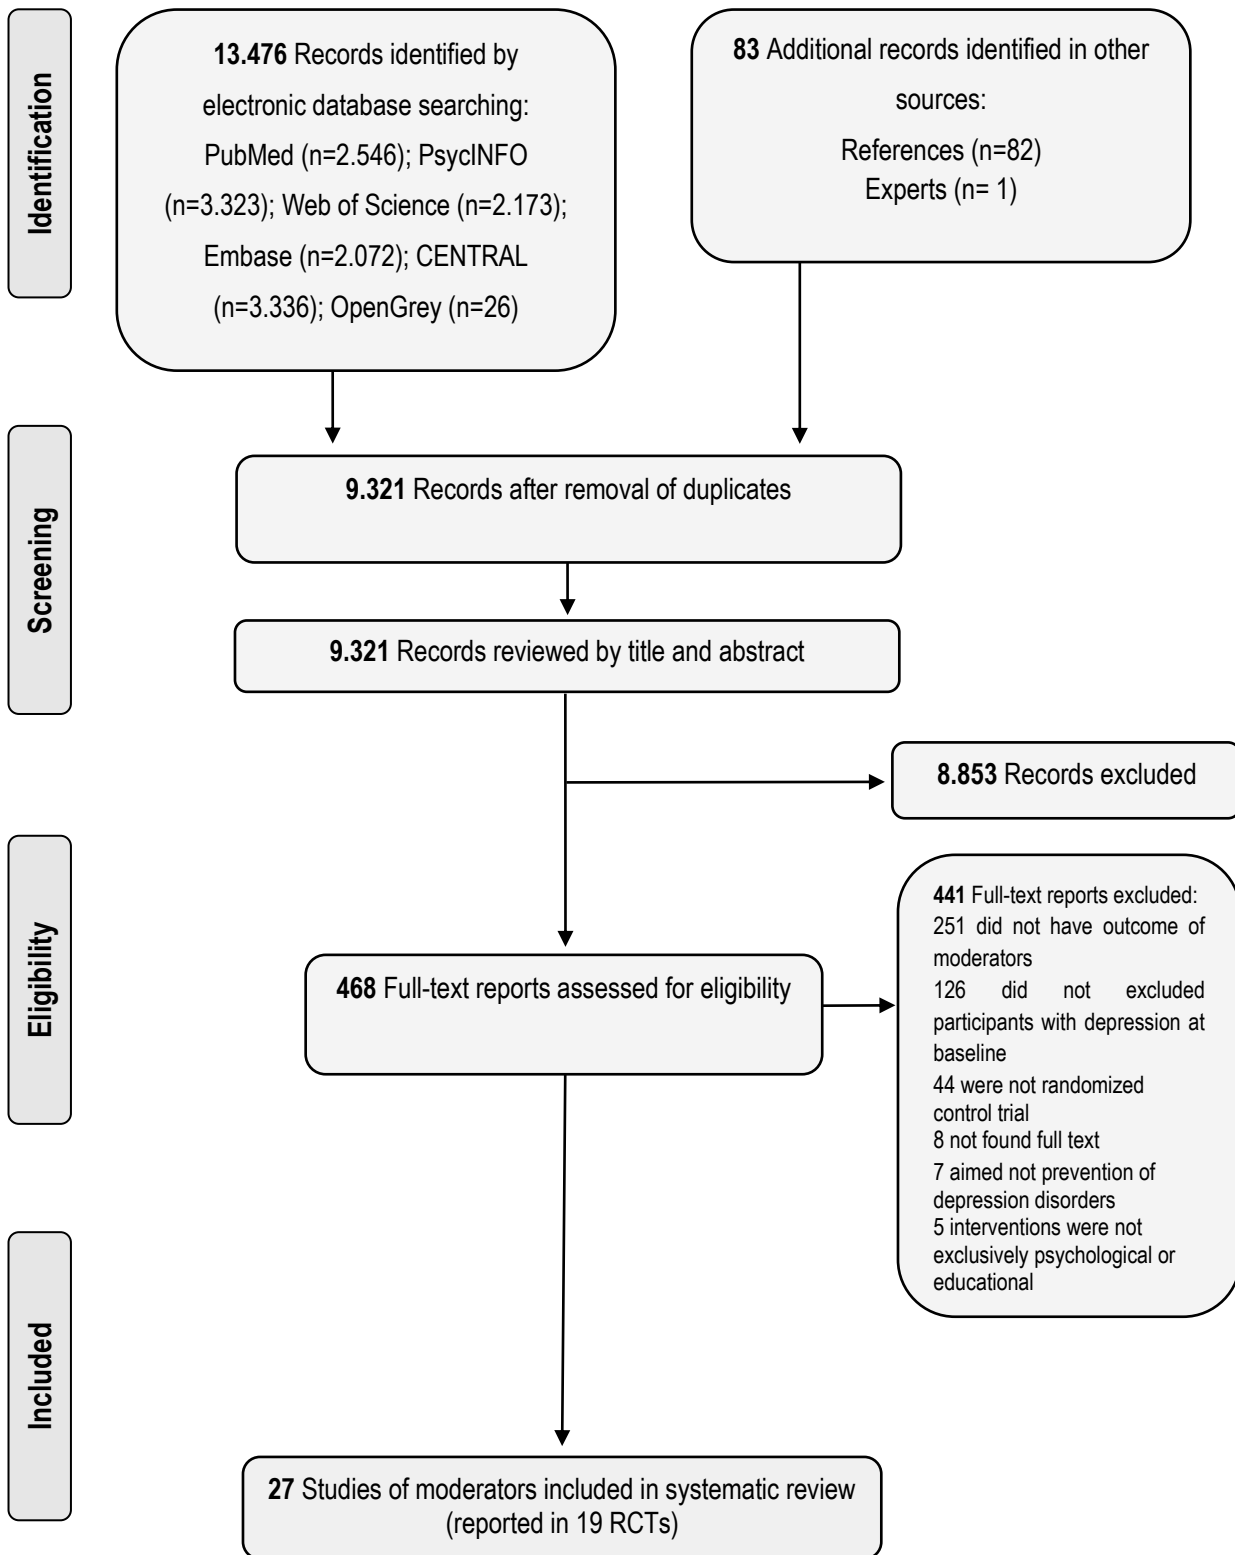 Identification
13.476 Records identified by
electronic database searching:
PubMed (n=2.546); PsycINFO
(n=3.323); Web of Science (n=2.173);
Embase (n=2.072); CENTRAL
(n=3.336); OpenGrey (n=26)
83 Additional records identified in other
sources:
References (n=82)
Experts (n= 1)
Screening
9.321 Records after removal of duplicates
9.321 Records reviewed by title and abstract
8.853 Records excluded
Eligibility
468 Full-text reports assessed for eligibility
441 Full-text reports excluded:
251 did not have outcome of
moderators
126 did not excluded
participants with depression at
baseline
44 were not randomized
control trial
8 not found full text
7 aimed not prevention of
depression disorders
5 interventions were not
exclusively psychological or
educational
Included
27 Studies of moderators included in systematic review
(reported in 19 RCTs)